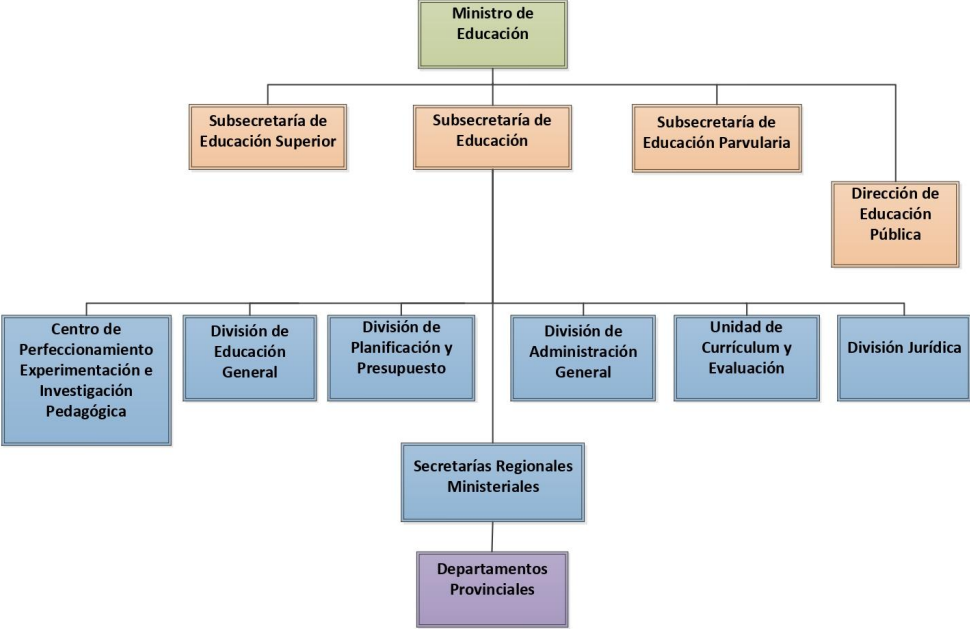 Ministro de
Educación
Subsecretaría de
Educación Superior
Subsecretaría de
Educación
Subsecretaría de
Educación Parvularia
Dirección de
Educación
Pública
Centro de
Perfeccionamiento
Experimentación e
Investigación
Pedagógica
División de
Educación
General
División de
Planificación y
Presupuesto
División de
Administración
General
Unidad de
Currículum y
Evaluación
División Jurídica
Secretarías Regionales
Ministeriales
Departamentos
Provinciales